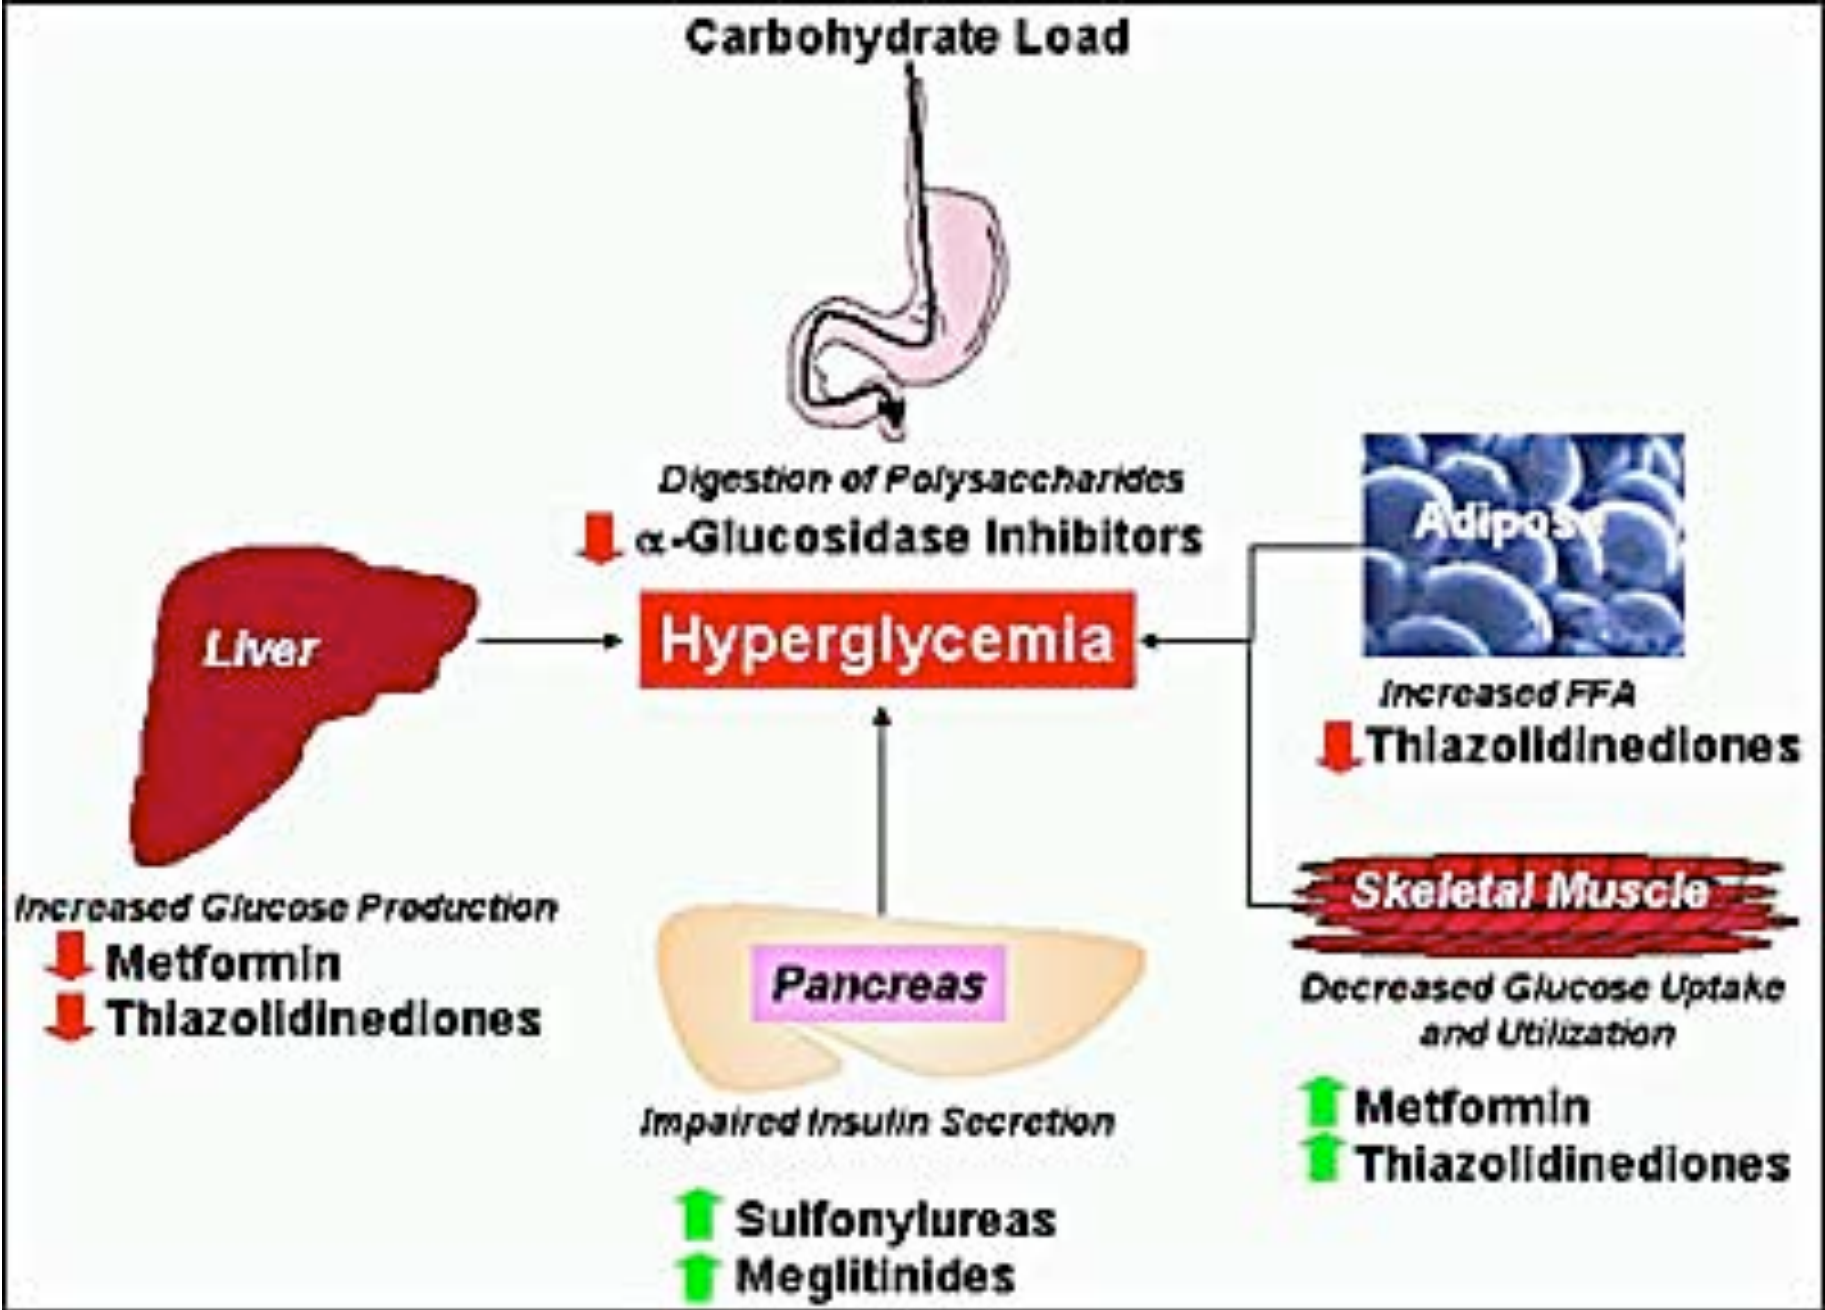 Carbohydrate Load
Digestion of Polysaccharides
α-Glucosidase Inhibitors
Adipose
Liver
Hyperglycemia
Increased FFA
Thiazolidinediones
Skeletal Muscle
Increased Glucose Production
Metformin
Thiazolidinediones
Pancreas
Decreased Glucose Uptake
and Utilization
Impaired Insulin Secretion
Metformin
Thiazolidinediones
Sulfonylureas
Meglitinides